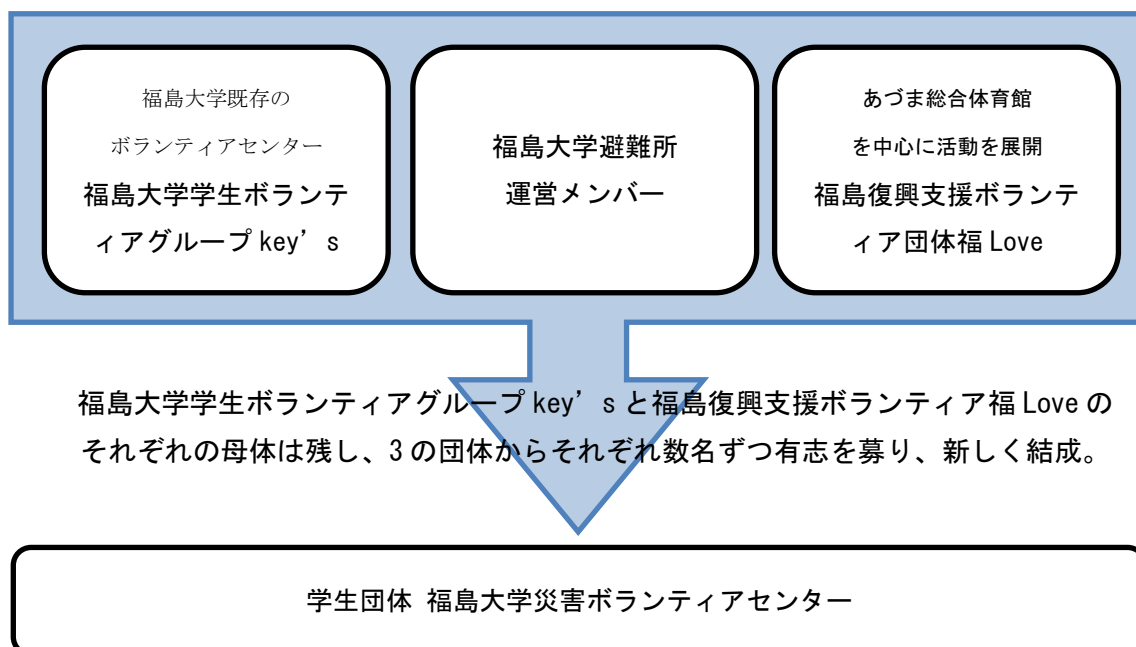 福島大学既存の
ボランティアセンター
福島大学学生ボランテ
ィアグループ key’s
福島大学避難所
運営メンバー
あづま総合体育館
を中心に活動を展開
福島復興支援ボランテ
ィア団体福 Love
福島大学学生ボランティアグループ key’s と福島復興支援ボランティア福 Love の
それぞれの母体は残し、3 の団体からそれぞれ数名ずつ有志を募り、新しく結成。
学生団体 福島大学災害ボランティアセンター